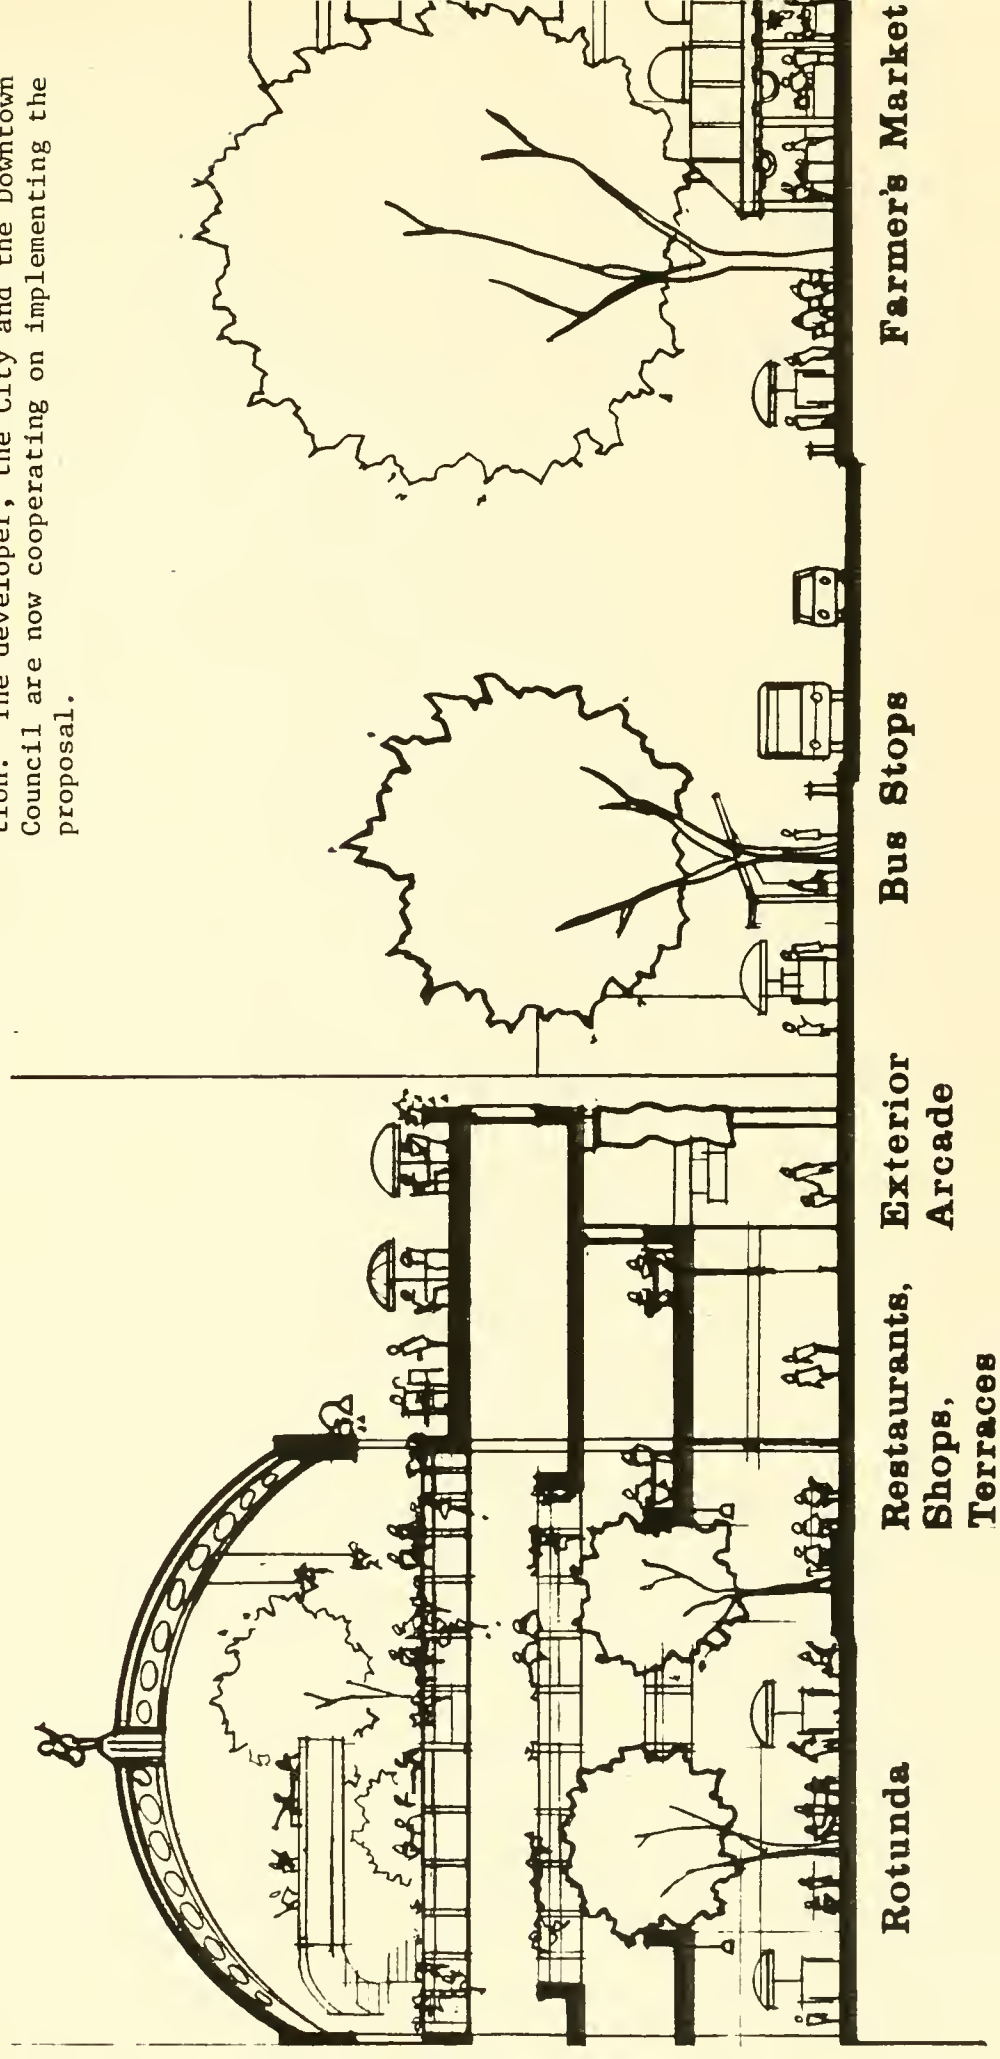 tion. The developer, the City and the Downtown
Council are now cooperating on implementing the
proposal.
Rotunda
Restaurants,
Shops,
Terraces
Exterior
Arcade
Bus Stops
Farmer's Market